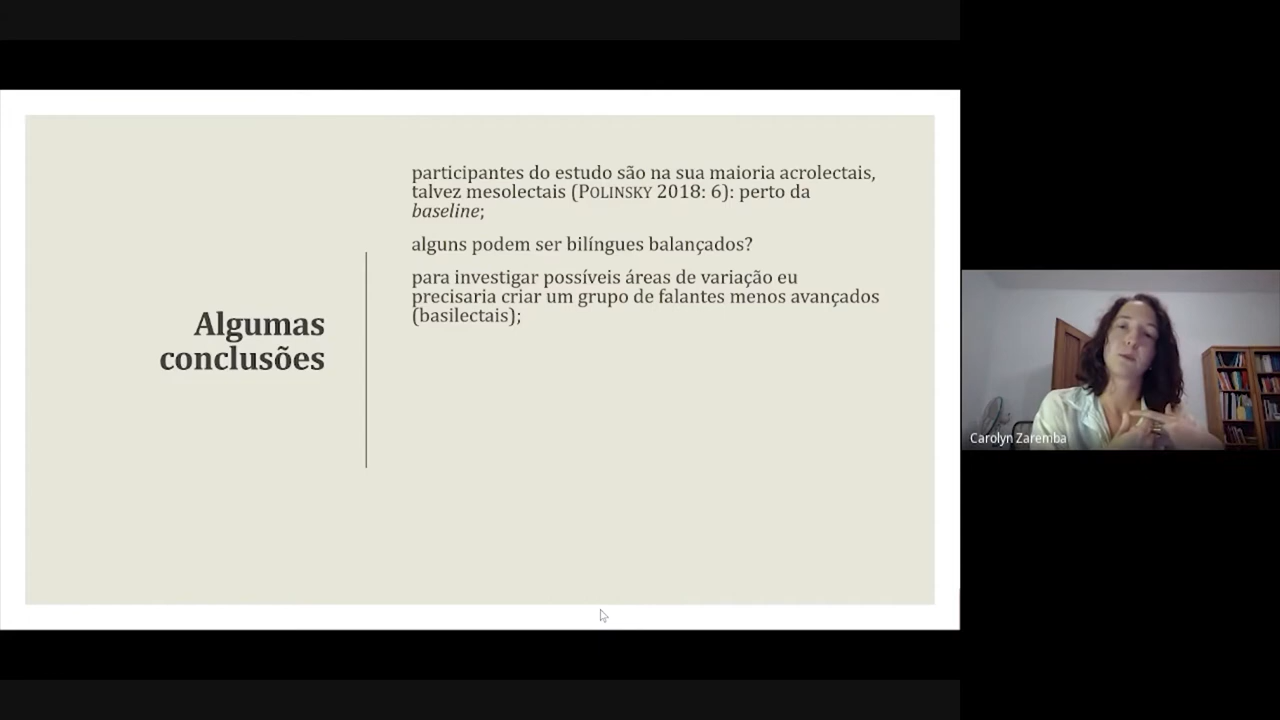 Algumas
conclusões
participantes do estudo são na sua maioria acrolectais,
talvez mesolectais (POLINSKY 2018: 6): perto da
baseline;
alguns podem ser bilíngues balançados?
para investigar possíveis áreas de variação eu
precisaria criar um grupo de falantes menos avançados
(basilectais);
Carolyn Zaremba